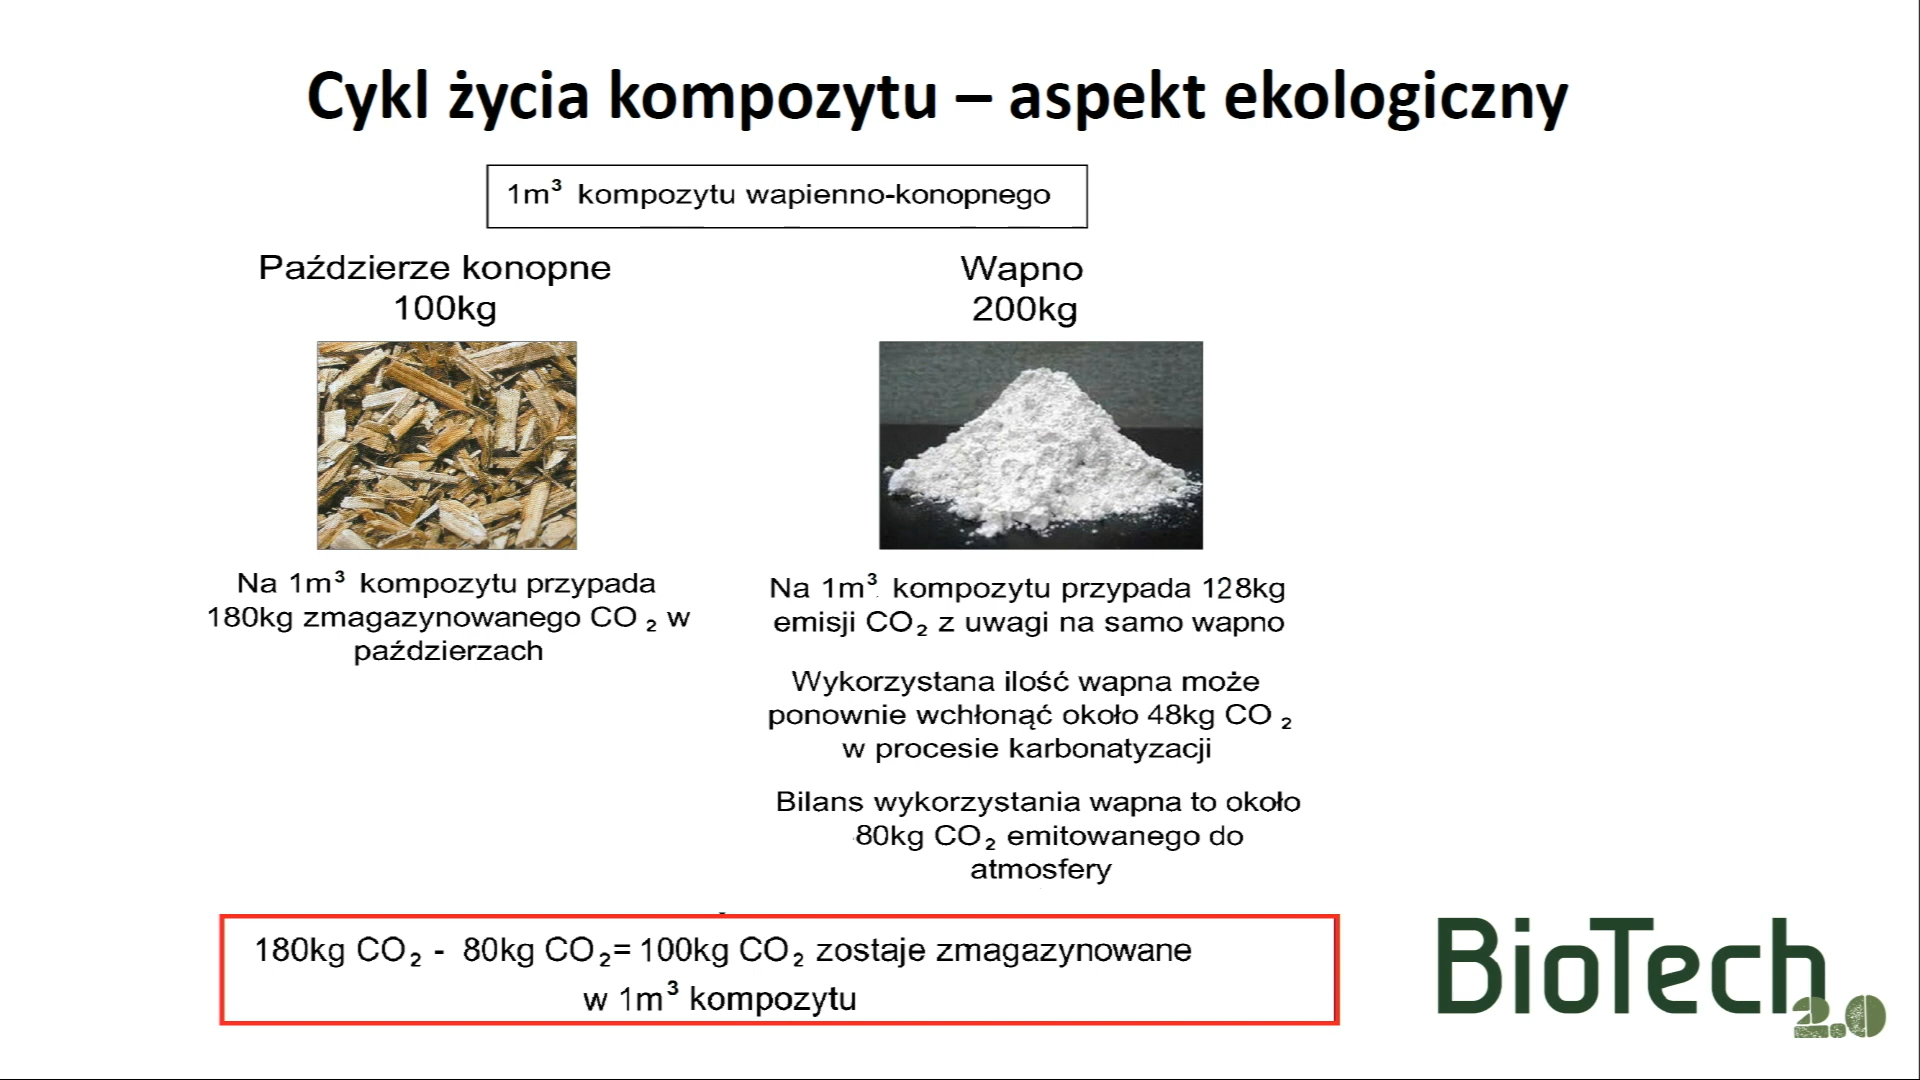 Cykl życia kompozytu – aspekt ekologiczny
1m³ kompozytu wapienno-konopnego
Paździerze konopne
100kg
Wapno
200kg
Na 1m³ kompozytu przypada
180kg zmagazynowanego CO₂ w
paździerzach
Na 1m³ kompozytu przypada 128kg
emisji CO₂ z uwagi na samo wapno
Wykorzystana ilość wapna może
ponownie wchłonąć około 48kg CO₂
w procesie karbonatyzacji
Bilans wykorzystania wapna to około
80kg CO₂ emitowanego do
atmosfery
180kg CO₂ - 80kg CO₂= 100kg CO₂ zostaje zmagazynowane
w 1m³ kompozytu
BioTech
2.0